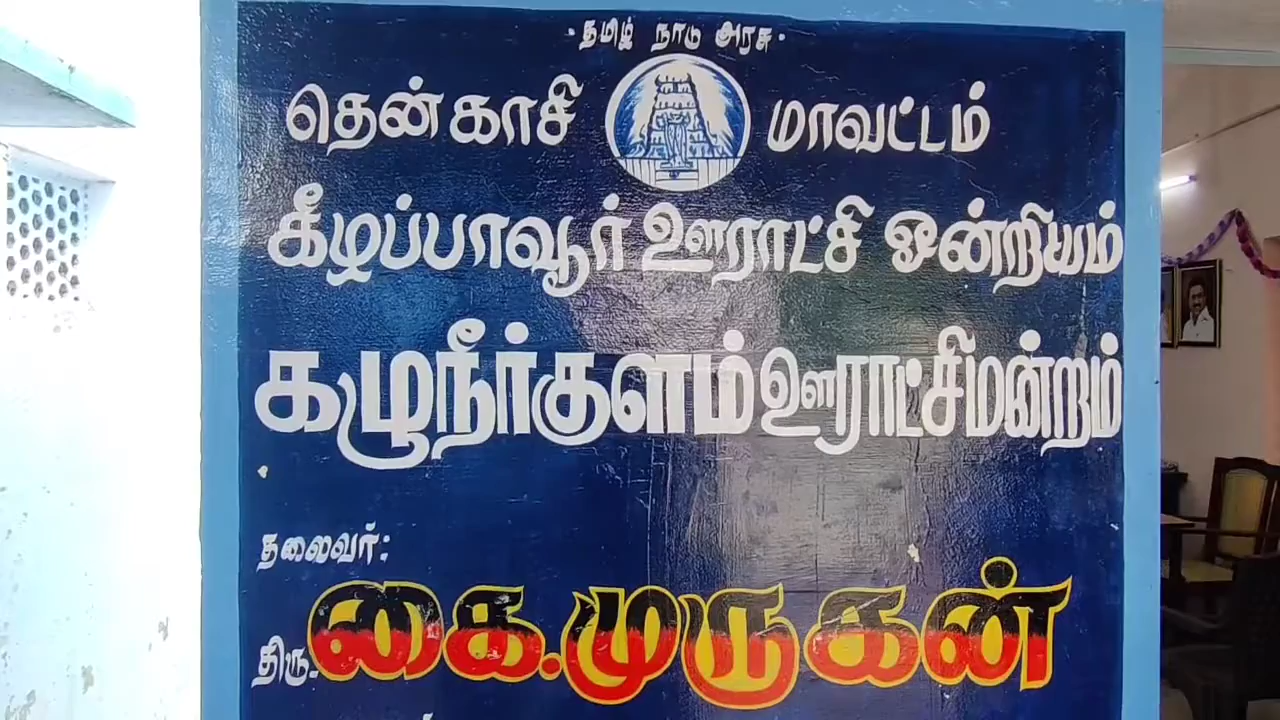 தமிழ் நாடு அரசு
தென்காசி மாவட்டம்
கீழப்பாவூர் ஊராட்சி ஒன்றியம்
கழுநீர்குளம் ஊராட்சிமன்றம்
தலைவர்:
திரு. கை.முருகன்